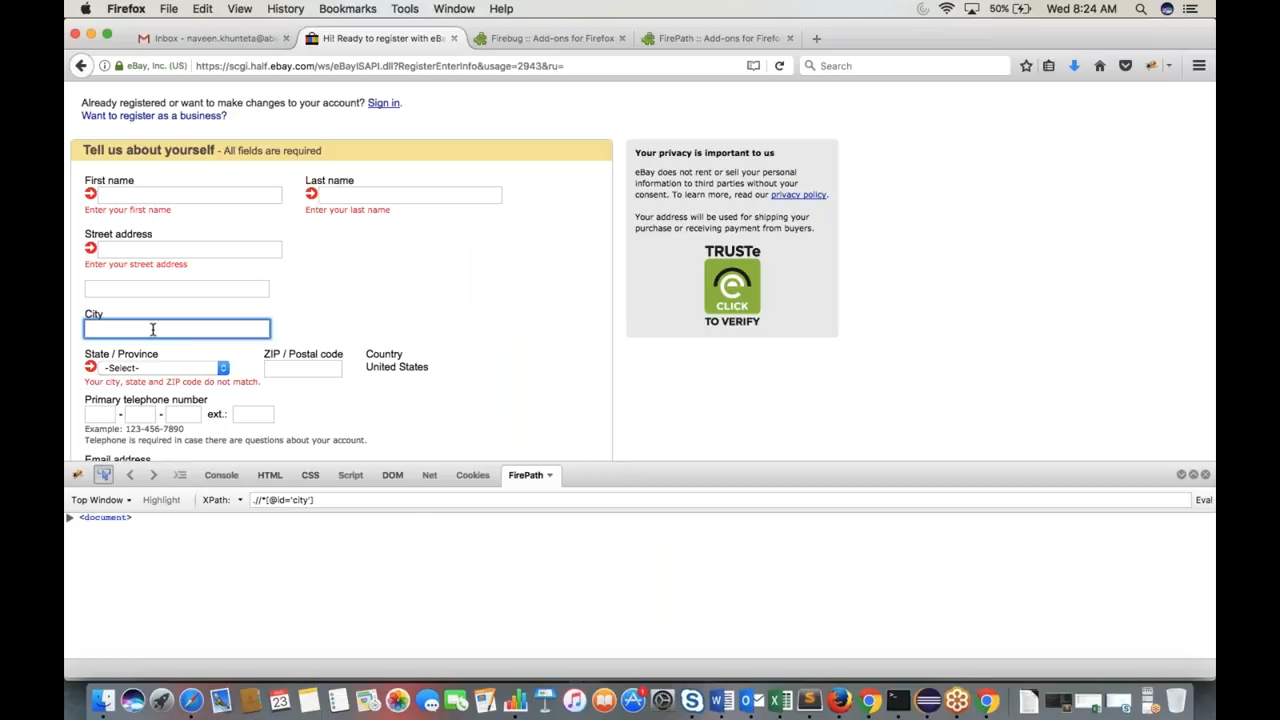 Firefox File Edit View History Bookmarks Tools Window Help 50% Wed 8:24 AM
Inbox - naveen.khunteta@ab Hi! Ready to register with eBa Firebug :: Add-ons for Firefox FirePath :: Add-ons for Firefo
eBay, Inc. (US) https://scgi.half.ebay.com/ws/eBayISAPI.dll?RegisterEnterInfo&usage=2943&ru= Search
Already registered or want to make changes to your account? Sign in.
Want to register as a business?
Tell us about yourself - All fields are required
First name Last name
Enter your first name Enter your last name
Street address
Enter your street address
City
State / Province ZIP / Postal code Country
-Select- United States
Your city, state and ZIP code do not match.
Primary telephone number
- - ext.:
Example: 123-456-7890
Telephone is required in case there are questions about your account.
Email address
Your privacy is important to us
eBay does not rent or sell your personal
information to third parties without your
consent. To learn more, read our privacy policy.
Your address will be used for shipping your
purchase or receiving payment from buyers.
TRUSTe
CLICK
TO VERIFY
Console HTML CSS Script DOM Net Cookies FirePath
Top Window Highlight XPath: .//*[@id='city'] Eval
<document>
23